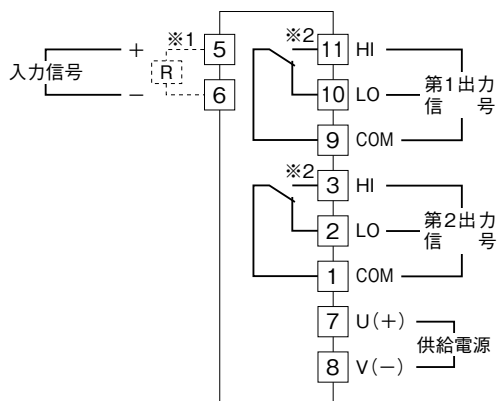 入力信号
+
※1
R
−
5
6
※2
11 HI
10 LO
9 COM
第1出力
信　号
※2
3 HI
2 LO
1 COM
第2出力
信　号
7 U(+)
8 V(−)
供給電源